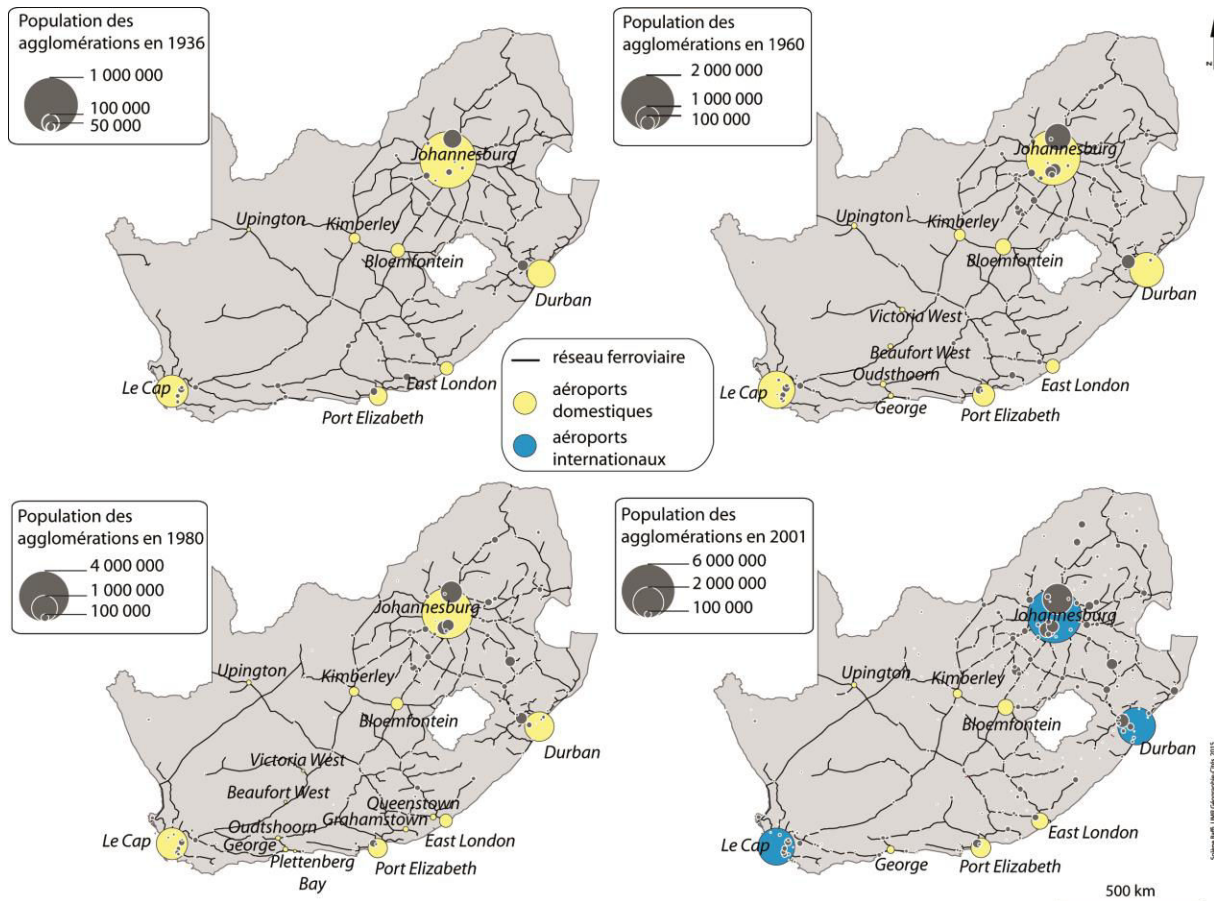 Population des
agglomérations en 1936
1 000 000
100 000
50 000
Johannesburg
Upington
Kimberley
Bloemfontein
Durban
Le Cap
East London
Port Elizabeth
Population des
agglomérations en 1960
2 000 000
1 000 000
100 000
N
Johannesburg
Upington
Kimberley
Bloemfontein
Durban
Victoria West
Beaufort West
Oudsthoorn
Le Cap
George
East London
Port Elizabeth
réseau ferroviaire
aéroports
domestiques
aéroports
internationaux
Population des
agglomérations en 1980
4 000 000
1 000 000
100 000
Johannesburg
Upington
Kimberley
Bloemfontein
Durban
Victoria West
Beaufort West
Queenstown
Grahamstown
Le Cap
Oudtshoorn
George
East London
Plettenberg
Bay
Port Elizabeth
Population des
agglomérations en 2001
6 000 000
2 000 000
100 000
Johannesburg
Upington
Kimberley
Bloemfontein
Durban
East London
Le Cap
George
Port Elizabeth
500 km
UMR Géographie-Cités, 2015